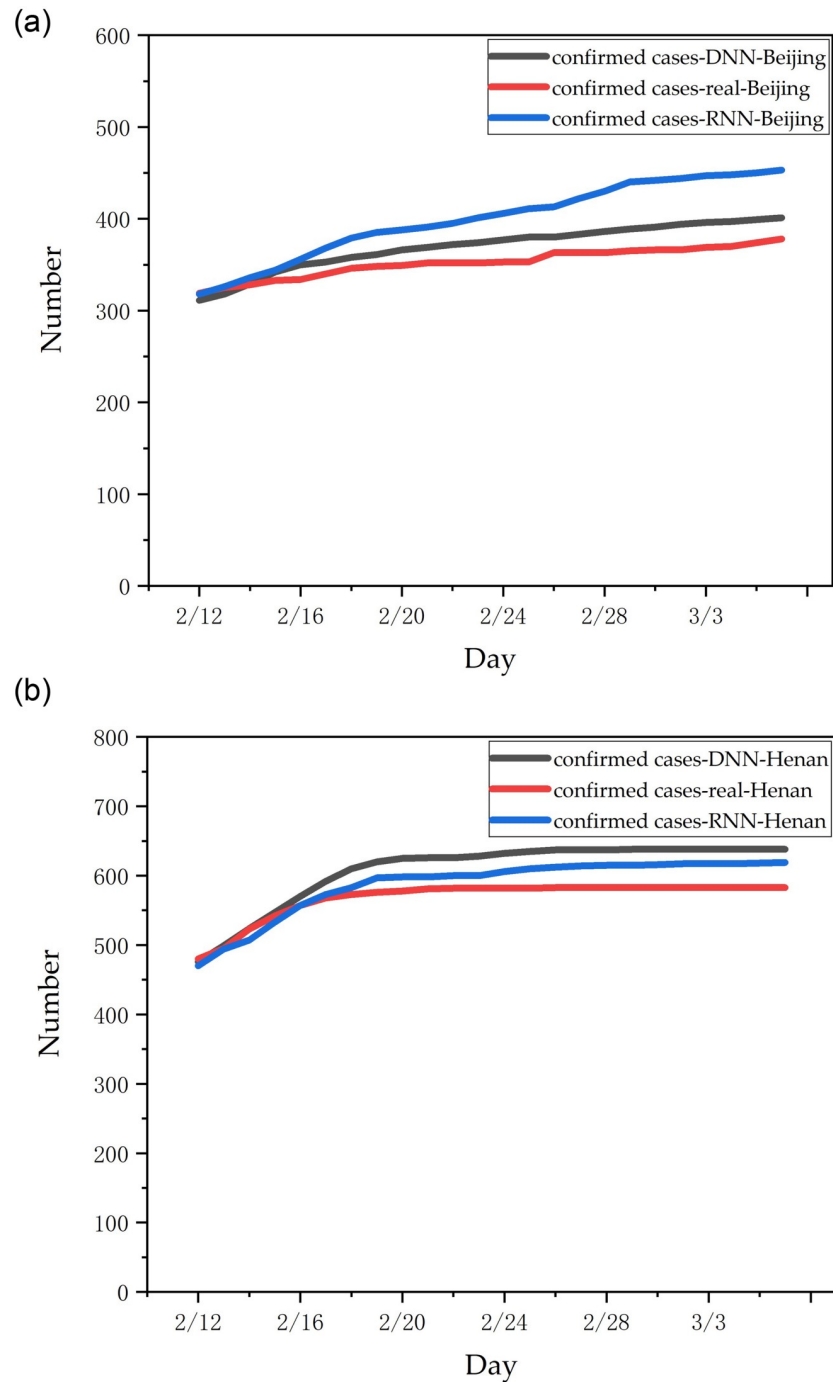 (a)
600
500
400
300
200
100
0
Number
confirmed cases-DNN-Beijing
confirmed cases-real-Beijing
confirmed cases-RNN-Beijing
2/12 2/16 2/20 2/24 2/28 3/3
Day
(b)
800
700
600
500
400
300
200
100
0
Number
confirmed cases-DNN-Henan
confirmed cases-real-Henan
confirmed cases-RNN-Henan
2/12 2/16 2/20 2/24 2/28 3/3
Day